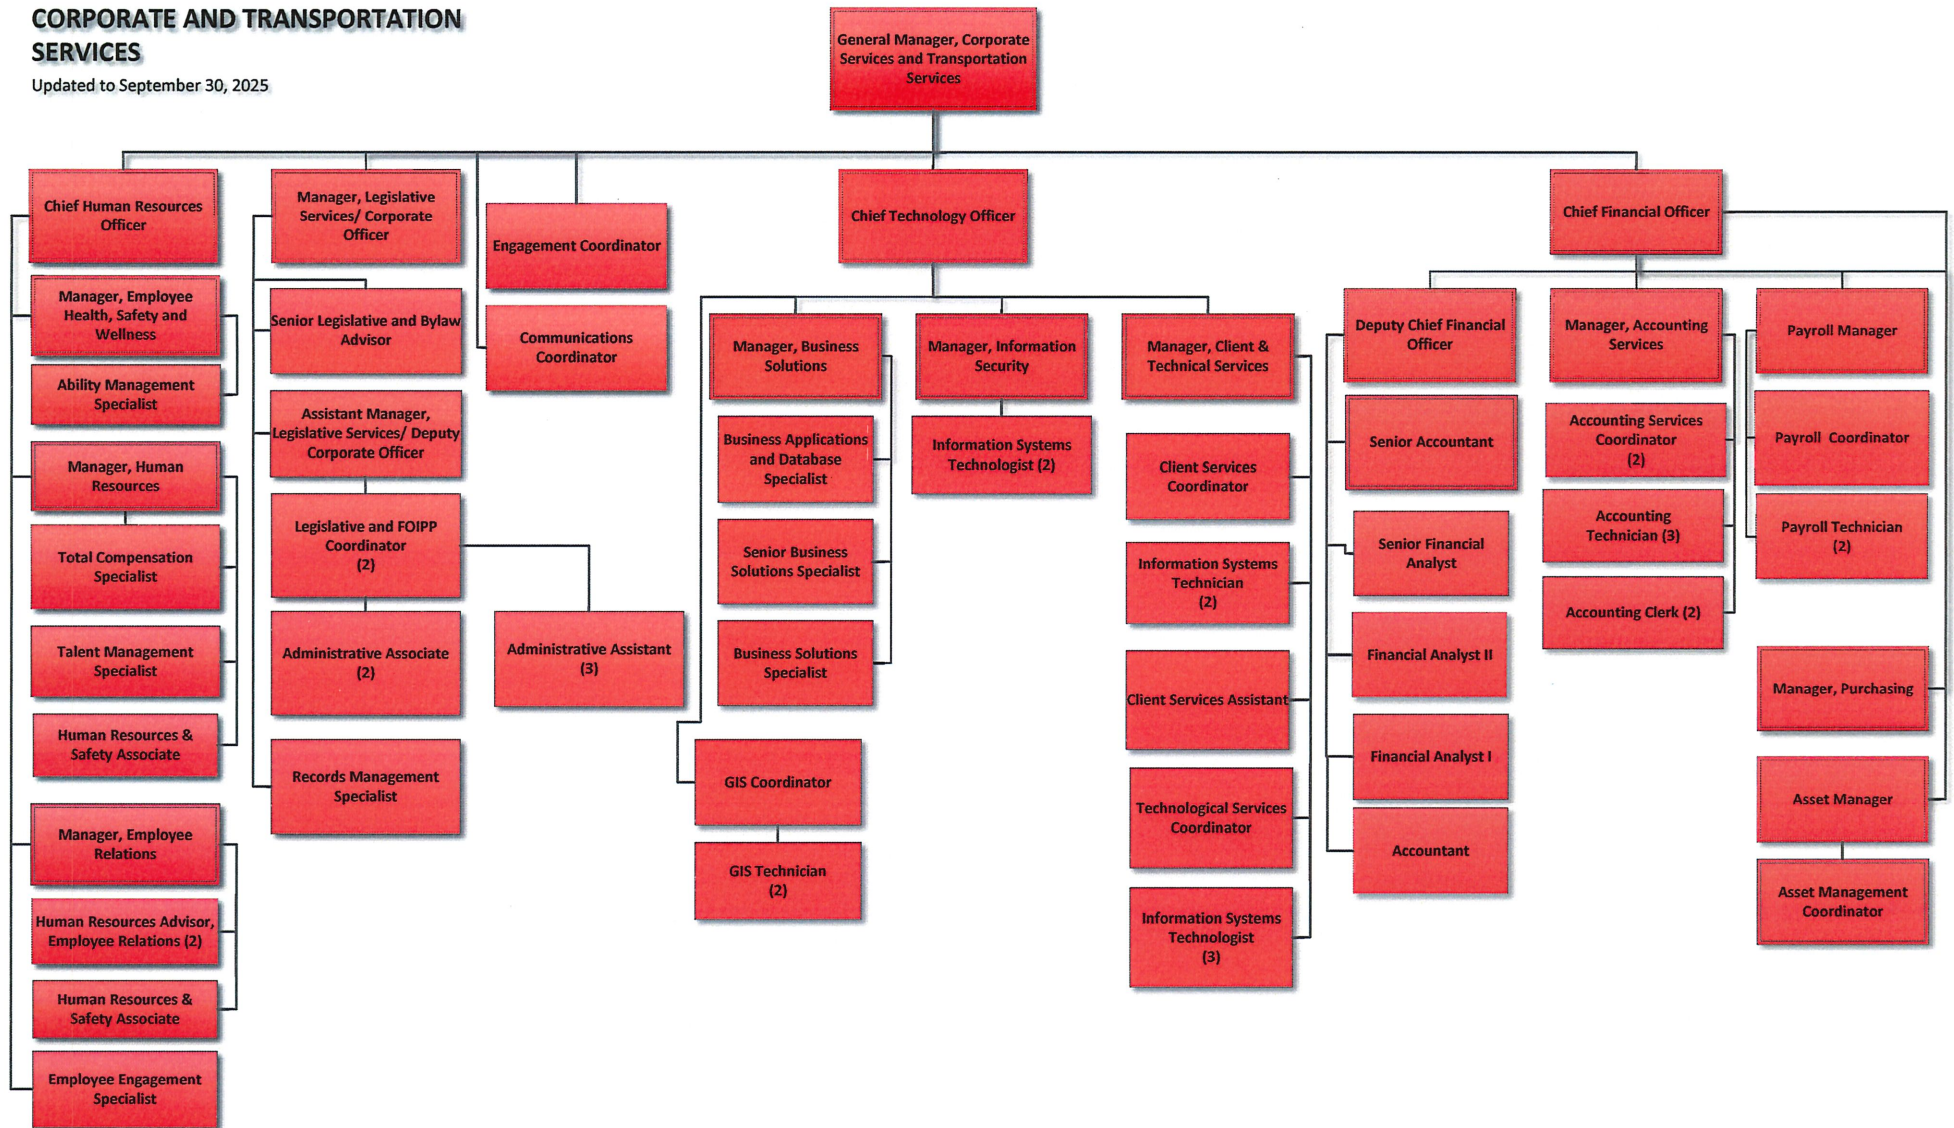 CORPORATE AND TRANSPORTATION
SERVICES
Updated to September 30, 2025
General Manager, Corporate
Services and Transportation
Services
Chief Human Resources
Officer
Manager, Employee
Health, Safety and
Wellness
Ability Management
Specialist
Manager, Human
Resources
Total Compensation
Specialist
Talent Management
Specialist
Human Resources &
Safety Associate
Manager, Employee
Relations
Human Resources Advisor,
Employee Relations (2)
Human Resources &
Safety Associate
Employee Engagement
Specialist
Manager, Legislative
Services/ Corporate
Officer
Senior Legislative and Bylaw
Advisor
Assistant Manager,
Legislative Services/ Deputy
Corporate Officer
Legislative and FOIPP
Coordinator
(2)
Administrative Associate
(2)
Records Management
Specialist
Engagement Coordinator
Communications
Coordinator
Administrative Assistant
(3)
Chief Technology Officer
Manager, Business
Solutions
Business Applications
and Database
Specialist
Senior Business
Solutions Specialist
Business Solutions
Specialist
GIS Coordinator
GIS Technician
(2)
Manager, Information
Security
Information Systems
Technologist (2)
Manager, Client &
Technical Services
Client Services
Coordinator
Information Systems
Technician
(2)
Client Services Assistant
Technological Services
Coordinator
Information Systems
Technologist
(3)
Chief Financial Officer
Deputy Chief Financial
Officer
Senior Accountant
Senior Financial
Analyst
Financial Analyst II
Financial Analyst I
Accountant
Manager, Accounting
Services
Accounting Services
Coordinator
(2)
Accounting
Technician (3)
Accounting Clerk (2)
Payroll Manager
Payroll Coordinator
Payroll Technician
(2)
Manager, Purchasing
Asset Manager
Asset Management
Coordinator